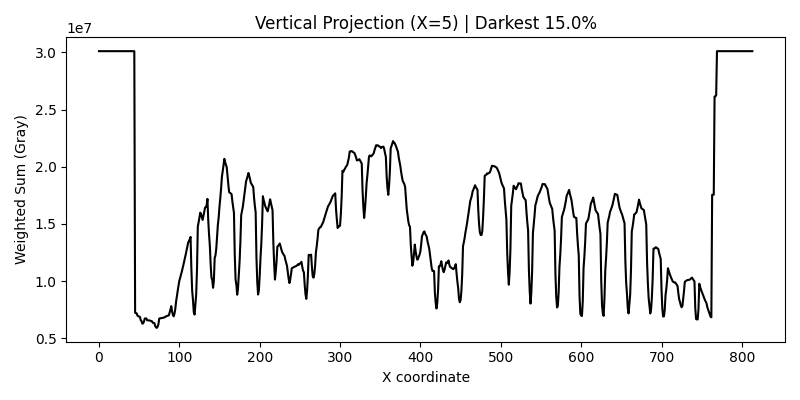 Vertical Projection (X=5) | Darkest 15.0%
1e7
3.0
2.5
2.0
1.5
1.0
0.5
Weighted Sum (Gray)
0 100 200 300 400 500 600 700 800
X coordinate